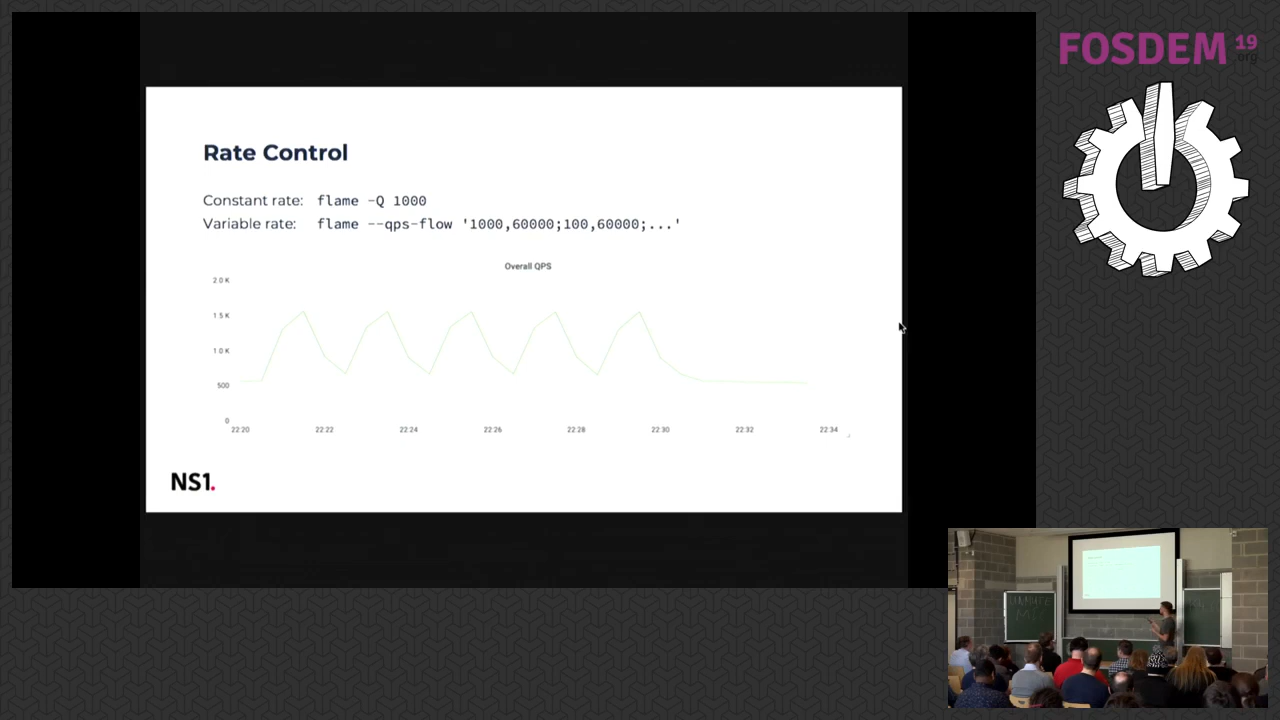 FOSDEM 19
.org
Rate Control
Constant rate: flame -Q 1000
Variable rate: flame --qps-flow '1000,60000;100,60000;...'
Overall QPS
2.0 K
1.5 K
1.0 K
500
0
22:20 22:22 22:24 22:26 22:28 22:30 22:32 22:34
NS1.